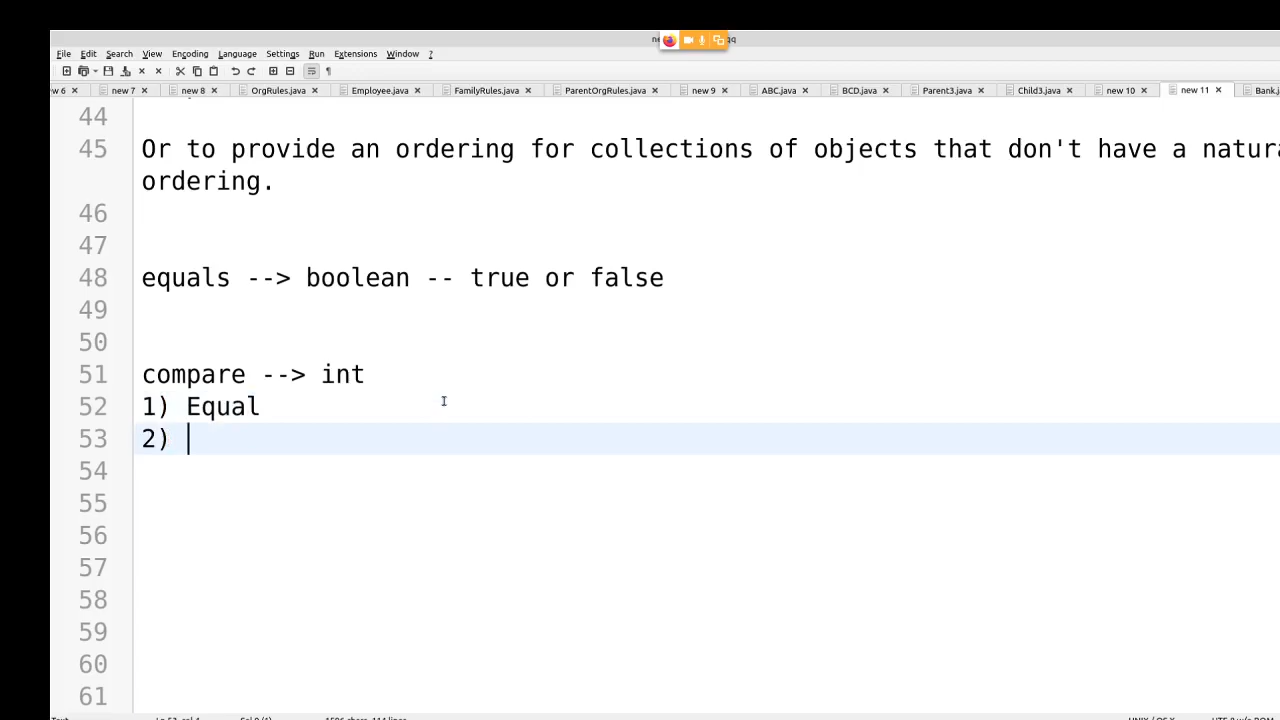 File Edit Search View Encoding Language Settings Run Extensions Window ?
new 7 new 8 OrgRules.java Employee.java FamilyRules.java ParentOrgRules.java new 9 ABC.java BCD.java Parent3.java Child3.java new 10 new 11
44
45 Or to provide an ordering for collections of objects that don't have a
ordering.
46
47
48 equals --> boolean -- true or false
49
50
51 compare --> int
52 1) Equal
53 2)
54
55
56
57
58
59
60
61